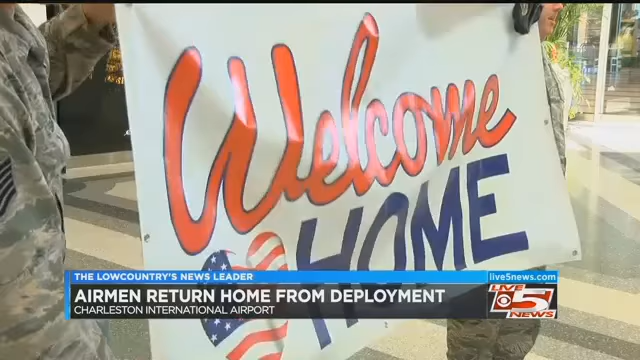 Welcome
HOME
THE LOWCOUNTRY'S NEWS LEADER
live5news.com
AIRMEN RETURN HOME FROM DEPLOYMENT
CHARLESTON INTERNATIONAL AIRPORT
LIVE
5
NEWS